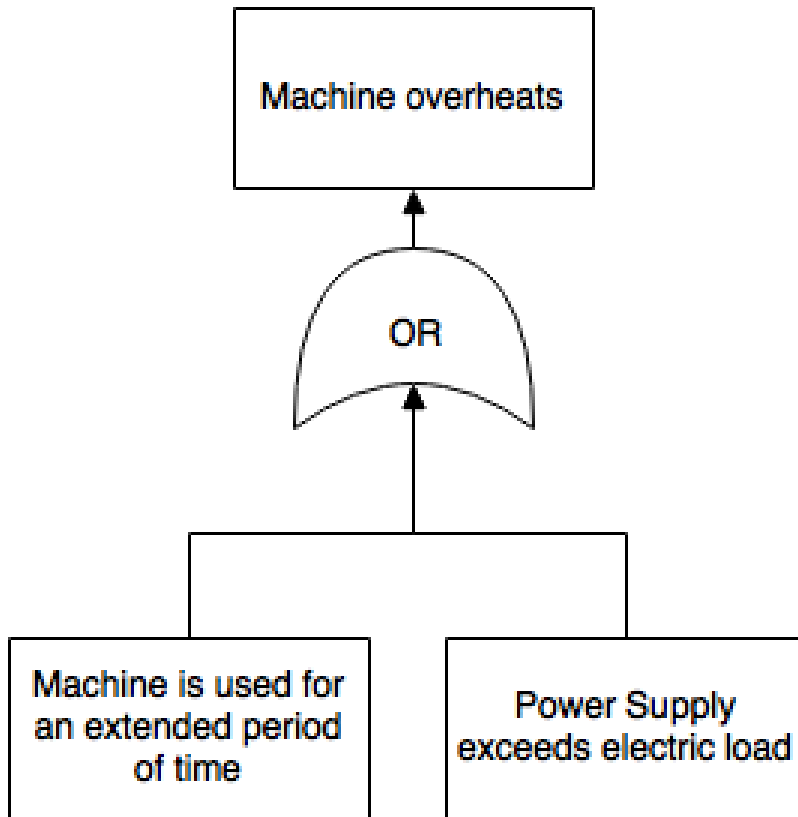 Machine overheats
OR
Machine is used for
an extended period
of time
Power Supply
exceeds electric load